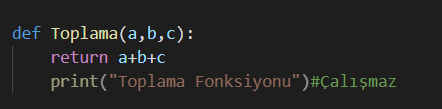 def Toplama(a,b,c):
    return a+b+c
    print("Toplama Fonksiyonu")#Çalışmaz